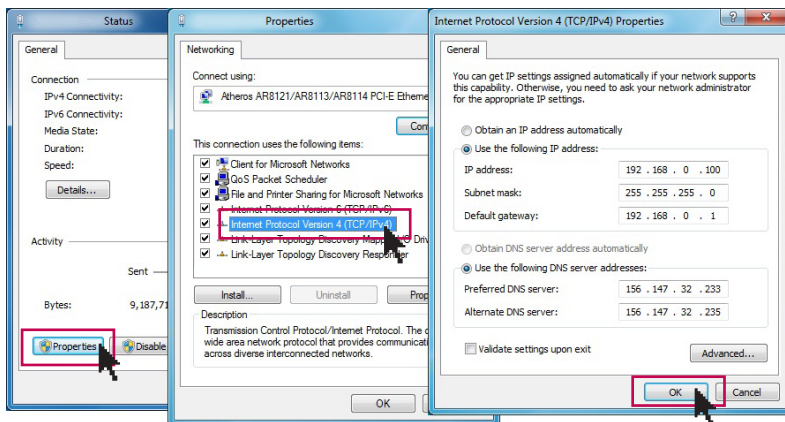 Status
General
Connection
IPv4 Connectivity:
IPv6 Connectivity:
Media State:
Duration:
Speed:
Details...
Activity
Sent
Bytes: 9,187,71
Properties Disable
Properties
Networking
Connect using:
Atheros AR8121/AR8113/AR8114 PCI-E Etherne
Con
This connection uses the following items:
Client for Microsoft Networks
QoS Packet Scheduler
File and Printer Sharing for Microsoft Networks
Internet Protocol Version 6 (TCP/IPv6)
Internet Protocol Version 4 (TCP/IPv4)
Link-Layer Topology Discovery Mapper I/O Driv
Link-Layer Topology Discovery Responder
Install... Uninstall Prop
Description
Transmission Control Protocol/Internet Protocol. The d
wide area network protocol that provides communicati
across diverse interconnected networks.
OK
Internet Protocol Version 4 (TCP/IPv4) Properties
General
You can get IP settings assigned automatically if your network supports
this capability. Otherwise, you need to ask your network administrator
for the appropriate IP settings.
Obtain an IP address automatically
Use the following IP address:
IP address: 192 . 168 . 0 . 100
Subnet mask: 255 . 255 . 255 . 0
Default gateway: 192 . 168 . 0 . 1
Obtain DNS server address automatically
Use the following DNS server addresses:
Preferred DNS server: 156 . 147 . 32 . 233
Alternate DNS server: 156 . 147 . 32 . 235
Validate settings upon exit
Advanced...
OK Cancel